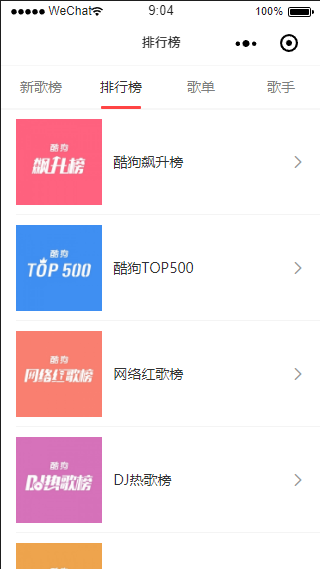 ●●●●● WeChat 9:04 100%
排行榜
新歌榜 排行榜 歌单 歌手
酷狗
飙升榜
酷狗飙升榜
酷狗
TOP 500
酷狗TOP500
酷狗
网络红歌榜
网络红歌榜
酷狗
DJ热歌榜
DJ热歌榜